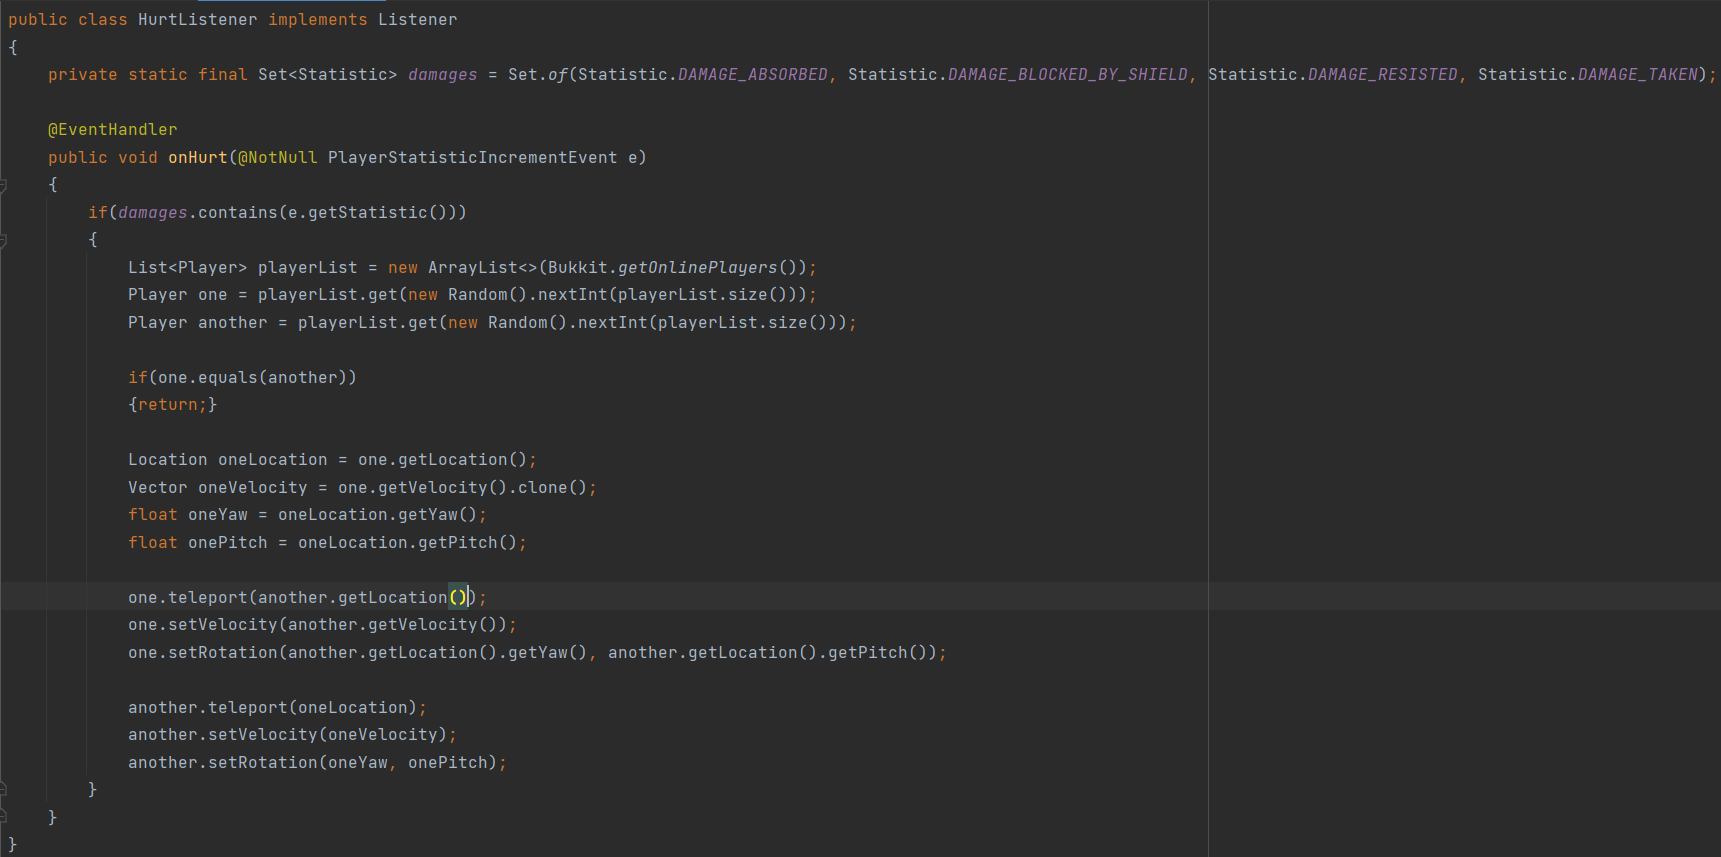 public class HurtListener implements Listener
{
    private static final Set<Statistic> damages = Set.of(Statistic.DAMAGE_ABSORBED, Statistic.DAMAGE_BLOCKED_BY_SHIELD, Statistic.DAMAGE_RESISTED, Statistic.DAMAGE_TAKEN);
    @EventHandler
    public void onHurt(@NotNull PlayerStatisticIncrementEvent e)
    {
        if(damages.contains(e.getStatistic()))
        {
            List<Player> playerList = new ArrayList<>(Bukkit.getOnlinePlayers());
            Player one = playerList.get(new Random().nextInt(playerList.size()));
            Player another = playerList.get(new Random().nextInt(playerList.size()));
            if(one.equals(another))
            {return;}
            Location oneLocation = one.getLocation();
            Vector oneVelocity = one.getVelocity().clone();
            float oneYaw = oneLocation.getYaw();
            float onePitch = oneLocation.getPitch();
            one.teleport(another.getLocation());
            one.setVelocity(another.getVelocity());
            one.setRotation(another.getLocation().getYaw(), another.getLocation().getPitch());
            another.teleport(oneLocation);
            another.setVelocity(oneVelocity);
            another.setRotation(oneYaw, onePitch);
        }
    }
}